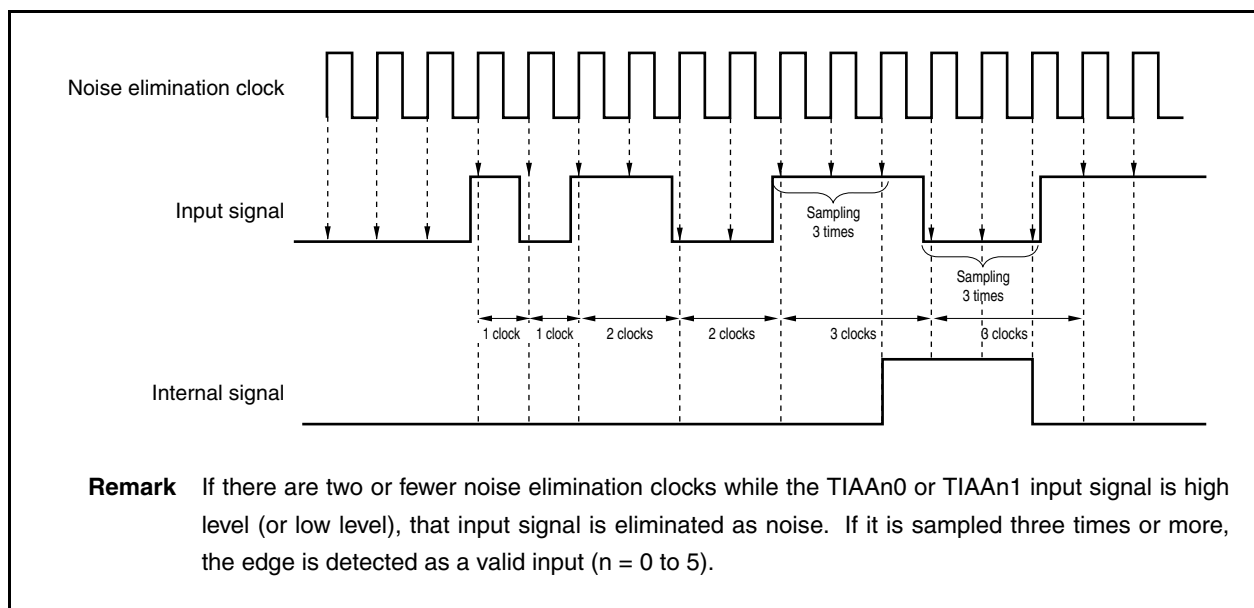 Noise elimination clock
Input signal
Sampling
3 times
Sampling
3 times
1 clock
1 clock
2 clocks
2 clocks
3 clocks
3 clocks
Internal signal
Remark If there are two or fewer noise elimination clocks while the TIAAn0 or TIAAn1 input signal is high
level (or low level), that input signal is eliminated as noise. If it is sampled three times or more,
the edge is detected as a valid input (n = 0 to 5).